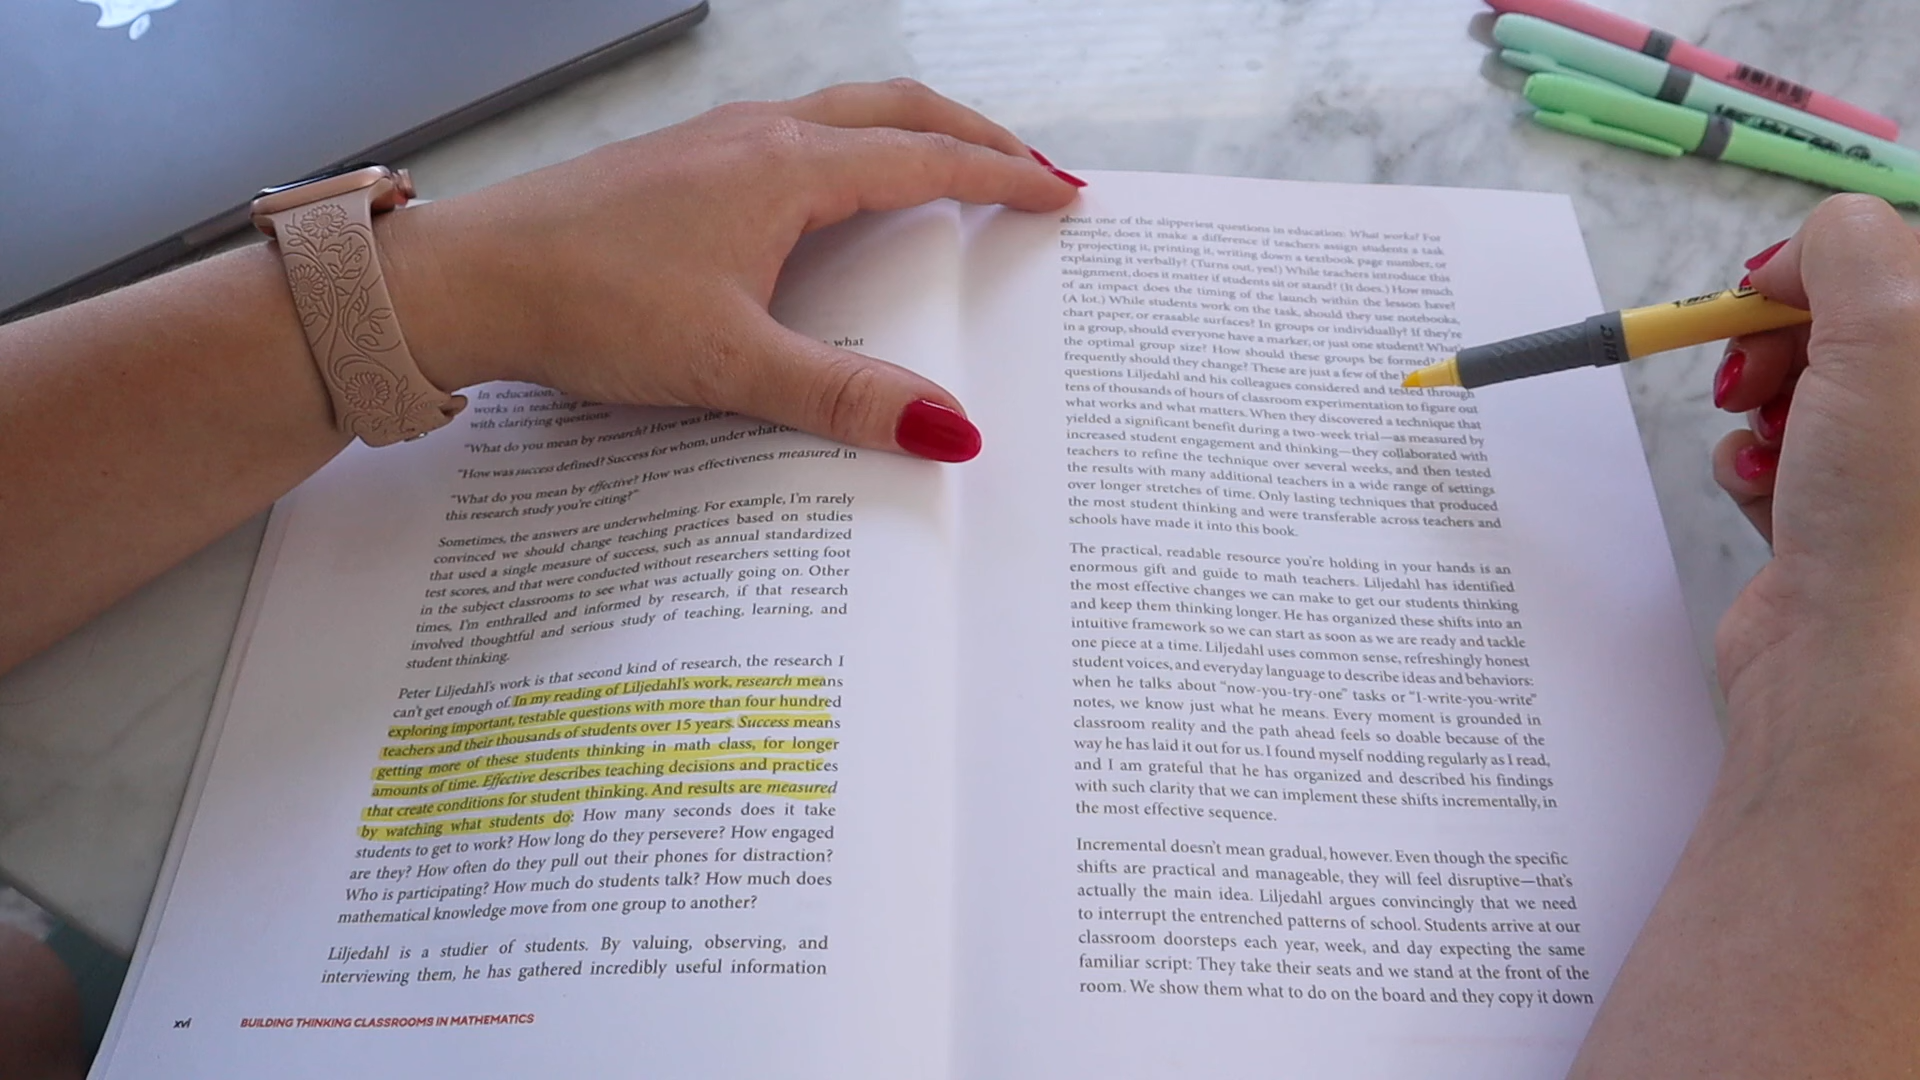 what
In education,
works in teaching
with clarifying questions:
"What do you mean by research? How was the
"How was success defined? Success for whom, under what
"What do you mean by effective? How was effectiveness measured in
this research study you're citing?"
Sometimes, the answers are underwhelming. For example, I'm rarely
convinced we should change teaching practices based on studies
that used a single measure of success, such as annual standardized
test scores, and that were conducted without researchers setting foot
in the subject classrooms to see what was actually going on. Other
times, I'm enthralled and informed by research, if that research
involved thoughtful and serious study of teaching, learning, and
student thinking.
Peter Liljedahl's work is that second kind of research, the research I
can't get enough of. In my reading of Liljedahl's work, research means
exploring important, testable questions with more than four hundred
teachers and their thousands of students over 15 years. Success means
getting more of these students thinking in math class, for longer
amounts of time. Effective describes teaching decisions and practices
that create conditions for student thinking. And results are measured
by watching what students do: How many seconds does it take
students to get to work? How long do they persevere? How engaged
are they? How often do they pull out their phones for distraction?
Who is participating? How much do students talk? How much does
mathematical knowledge move from one group to another?
Liljedahl is a studier of students. By valuing, observing, and
interviewing them, he has gathered incredibly useful information
xvi BUILDING THINKING CLASSROOMS IN MATHEMATICS
about one of the slipperiest questions in education: What works? For
example, does it make a difference if teachers assign students a task
by projecting it, printing it, writing down a textbook page number, or
explaining it verbally? (Turns out, yes!) While teachers introduce this
assignment, does it matter if students sit or stand? (It does.) How much
of an impact does the timing of the launch within the lesson have?
(A lot.) While students work on the task, should they use notebooks,
chart paper, or erasable surfaces? In groups or individually? If they're
in a group, should everyone have a marker, or just one student? What's
the optimal group size? How should these groups be formed?
frequently should they change? These are just a few of the
questions Liljedahl and his colleagues considered and tested through
tens of thousands of hours of classroom experimentation to figure out
what works and what matters. When they discovered a technique that
yielded a significant benefit during a two-week trial—as measured by
increased student engagement and thinking—they collaborated with
teachers to refine the technique over several weeks, and then tested
the results with many additional teachers in a wide range of settings
over longer stretches of time. Only lasting techniques that produced
the most student thinking and were transferable across teachers and
schools have made it into this book.
The practical, readable resource you're holding in your hands is an
enormous gift and guide to math teachers. Liljedahl has identified
the most effective changes we can make to get our students thinking
and keep them thinking longer. He has organized these shifts into an
intuitive framework so we can start as soon as we are ready and tackle
one piece at a time. Liljedahl uses common sense, refreshingly honest
student voices, and everyday language to describe ideas and behaviors:
when he talks about "now-you-try-one" tasks or "I-write-you-write"
notes, we know just what he means. Every moment is grounded in
classroom reality and the path ahead feels so doable because of the
way he has laid it out for us. I found myself nodding regularly as I read,
and I am grateful that he has organized and described his findings
with such clarity that we can implement these shifts incrementally, in
the most effective sequence.
Incremental doesn't mean gradual, however. Even though the specific
shifts are practical and manageable, they will feel disruptive—that's
actually the main idea. Liljedahl argues convincingly that we need
to interrupt the entrenched patterns of school. Students arrive at our
classroom doorsteps each year, week, and day expecting the same
familiar script: They take their seats and we stand at the front of the
room. We show them what to do on the board and they copy it down
BIC
BIC